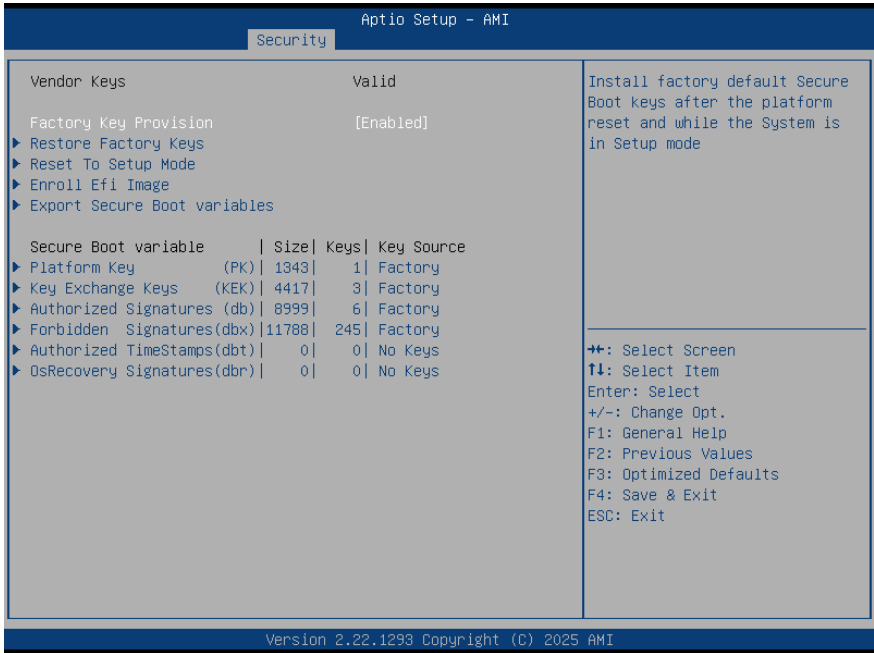 Aptio Setup – AMI
Security
Vendor Keys Valid
Factory Key Provision [Enabled]
Restore Factory Keys
Reset To Setup Mode
Enroll Efi Image
Export Secure Boot variables
Secure Boot variable | Size| Keys| Key Source
Platform Key (PK)| 1343| 1| Factory
Key Exchange Keys (KEK)| 4417| 3| Factory
Authorized Signatures (db)| 8999| 6| Factory
Forbidden Signatures(dbx)|11788| 245| Factory
Authorized TimeStamps(dbt)| 0| 0| No Keys
OsRecovery Signatures(dbr)| 0| 0| No Keys
Install factory default Secure
Boot keys after the platform
reset and while the System is
in Setup mode
→←: Select Screen
↑↓: Select Item
Enter: Select
+/-: Change Opt.
F1: General Help
F2: Previous Values
F3: Optimized Defaults
F4: Save & Exit
ESC: Exit
Version 2.22.1293 Copyright (C) 2025 AMI